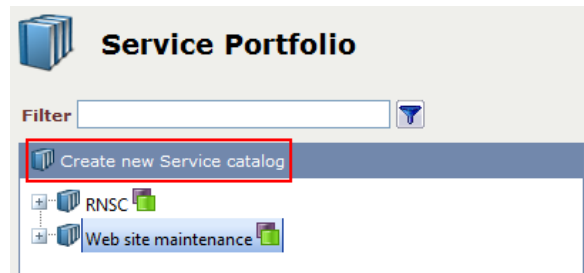 Service Portfolio
Filter
Create new Service catalog
RNSC
Web site maintenance